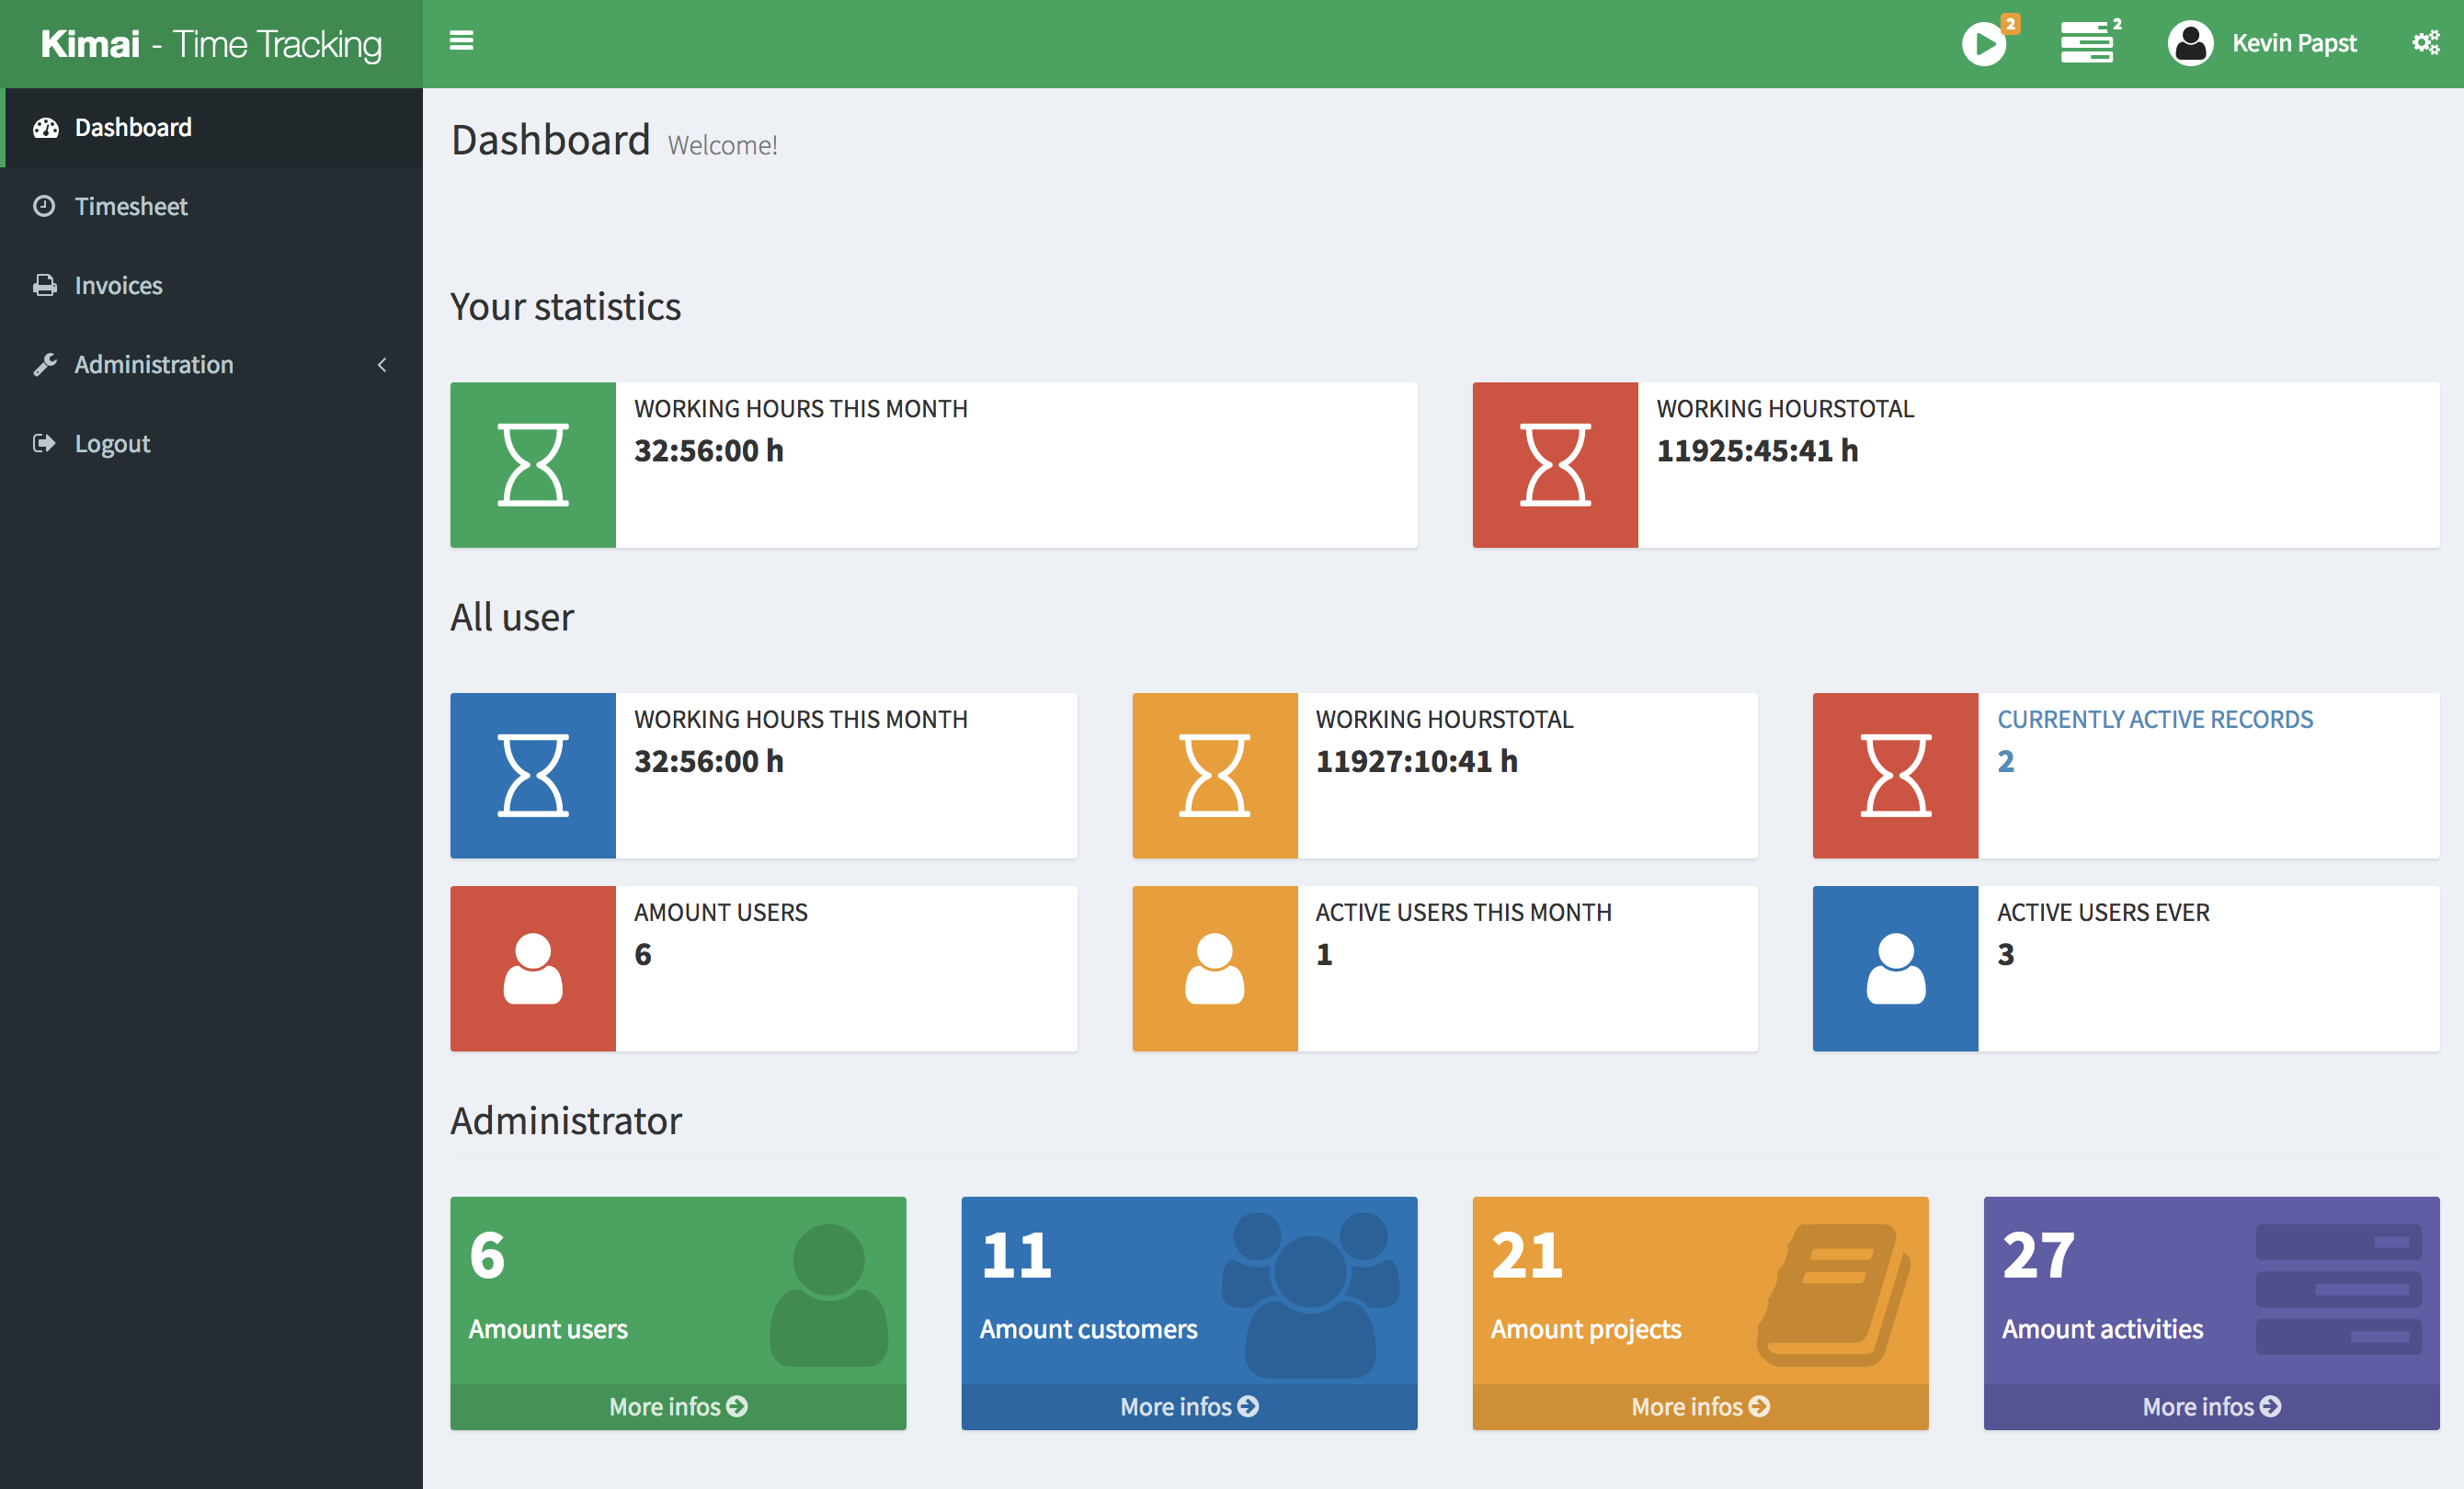 Kimai - Time Tracking
2
2
Kevin Papst
Dashboard
Timesheet
Invoices
Administration
Logout
Dashboard Welcome!
Your statistics
WORKING HOURS THIS MONTH
32:56:00 h
WORKING HOURSTOTAL
11925:45:41 h
All user
WORKING HOURS THIS MONTH
32:56:00 h
WORKING HOURSTOTAL
11927:10:41 h
CURRENTLY ACTIVE RECORDS
2
AMOUNT USERS
6
ACTIVE USERS THIS MONTH
1
ACTIVE USERS EVER
3
Administrator
6
Amount users
More infos
11
Amount customers
More infos
21
Amount projects
More infos
27
Amount activities
More infos